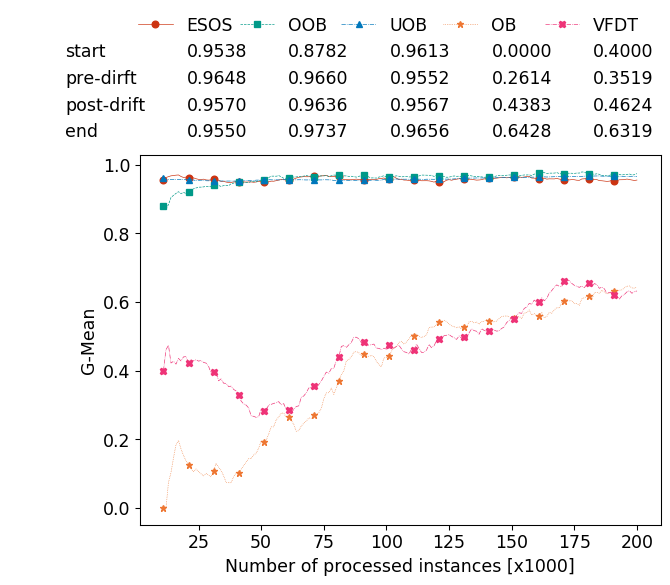 ESOS OOB UOB OB VFDT
start 0.9538 0.8782 0.9613 0.0000 0.4000
pre-dirft 0.9648 0.9660 0.9552 0.2614 0.3519
post-drift 0.9570 0.9636 0.9567 0.4383 0.4624
end 0.9550 0.9737 0.9656 0.6428 0.6319
1.0
0.8
0.6
0.4
0.2
0.0
G-Mean
25 50 75 100 125 150 175 200
Number of processed instances [x1000]